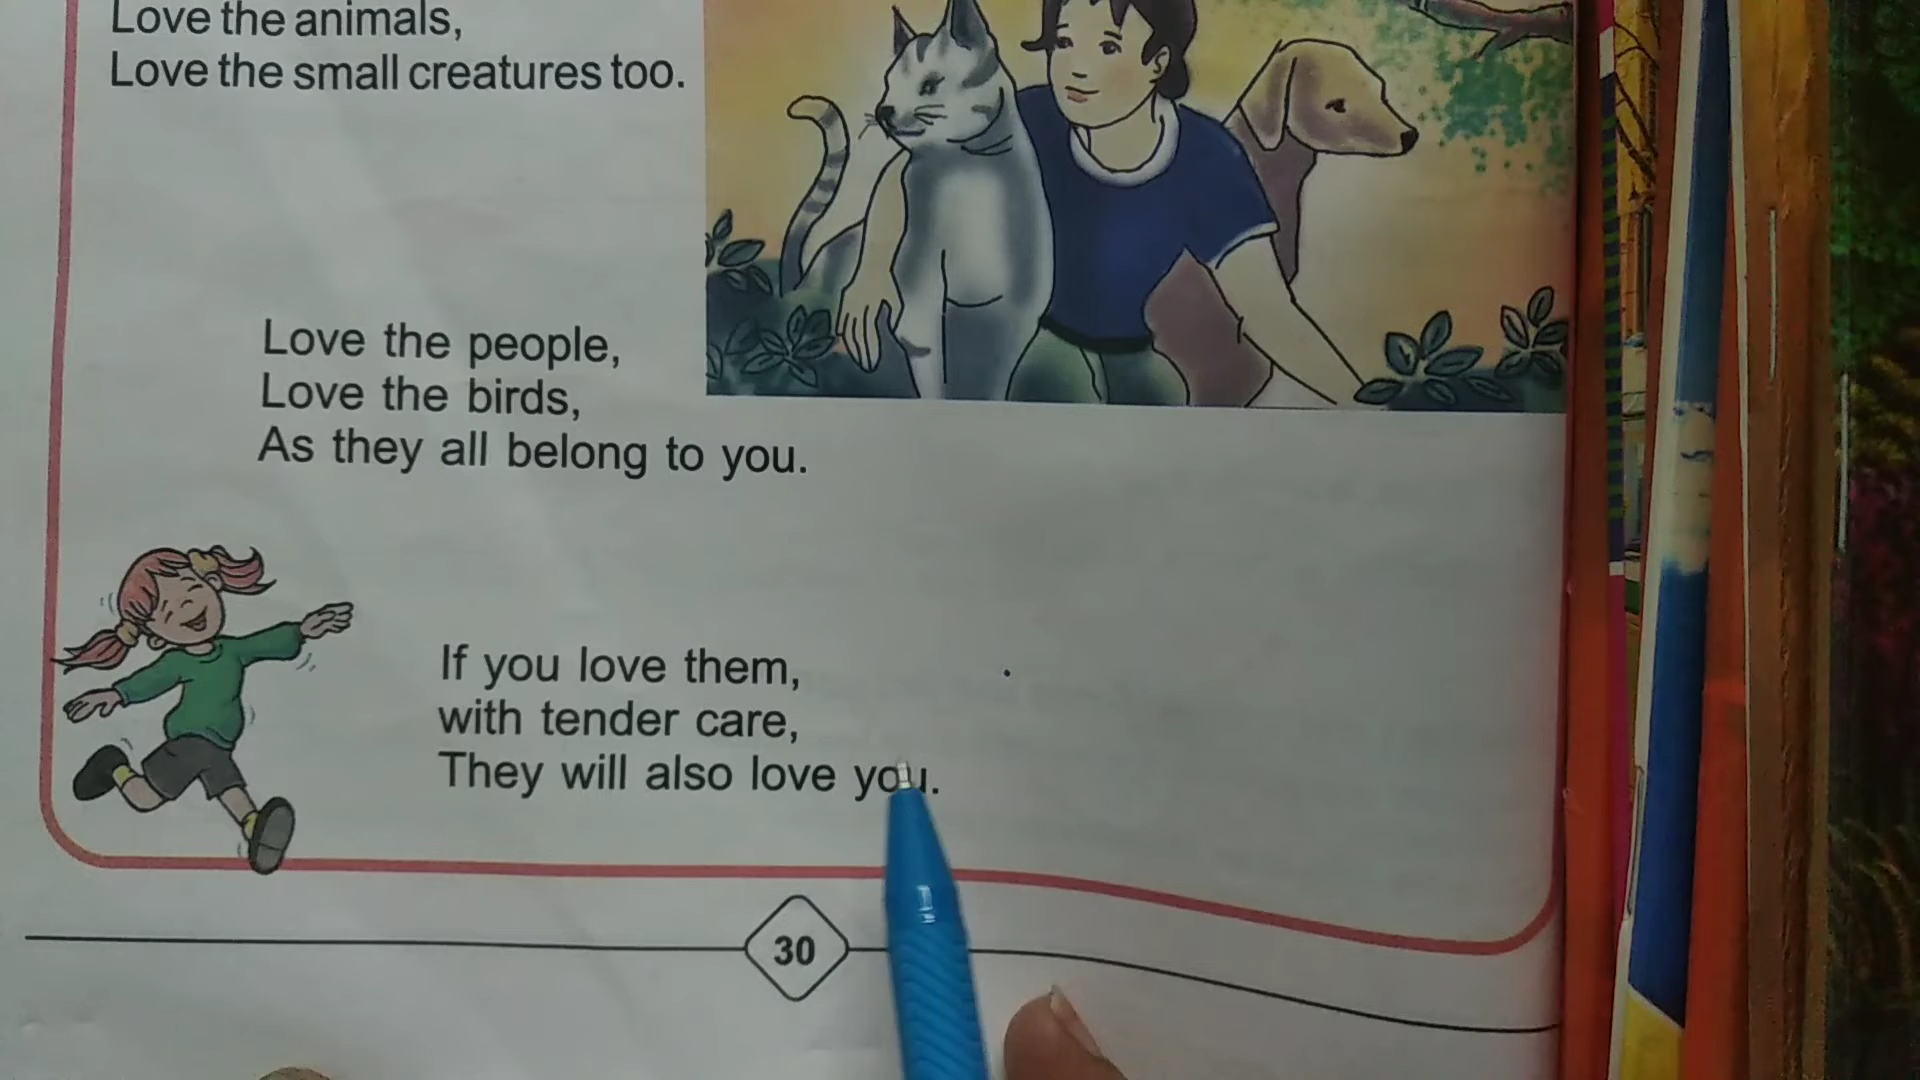 Love the animals,
Love the small creatures too.
Love the people,
Love the birds,
As they all belong to you.
If you love them,
with tender care,
They will also love you.
30